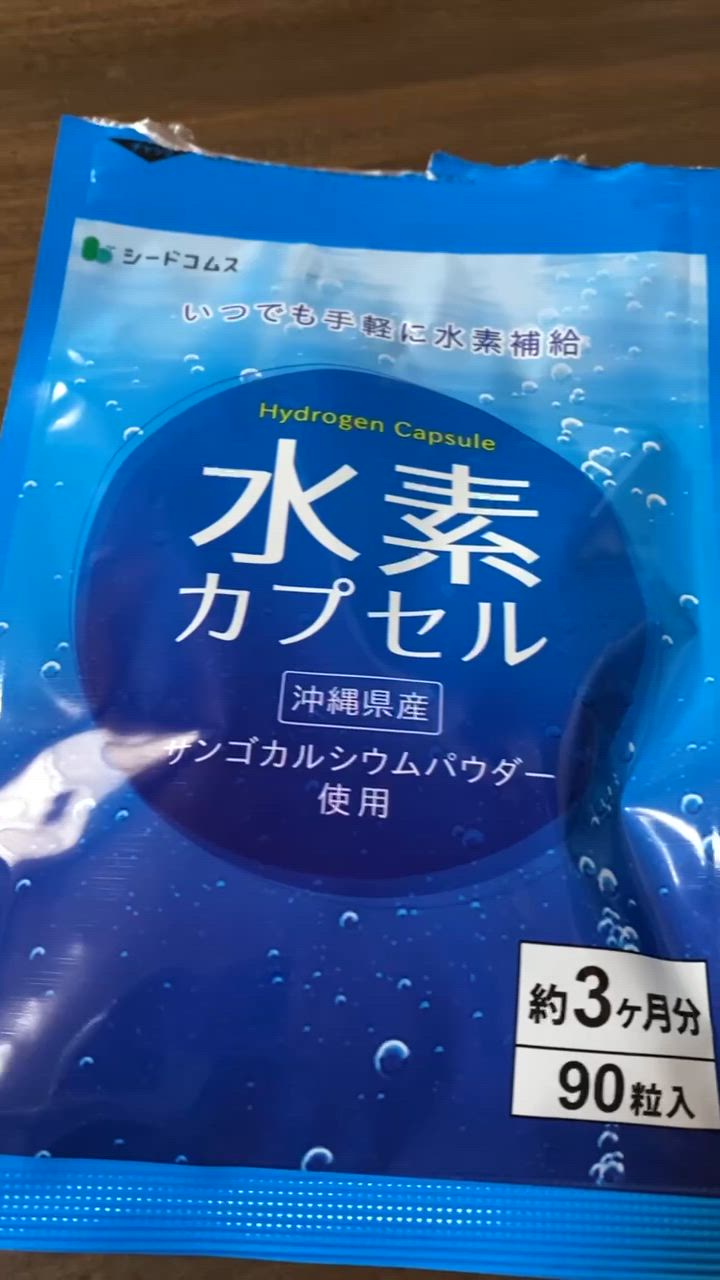 シードコムス
いつでも手軽に水素補給
Hydrogen Capsule
水素
カプセル
沖縄県産
サンゴカルシウムパウダー
使用
約3ヶ月分
90粒入